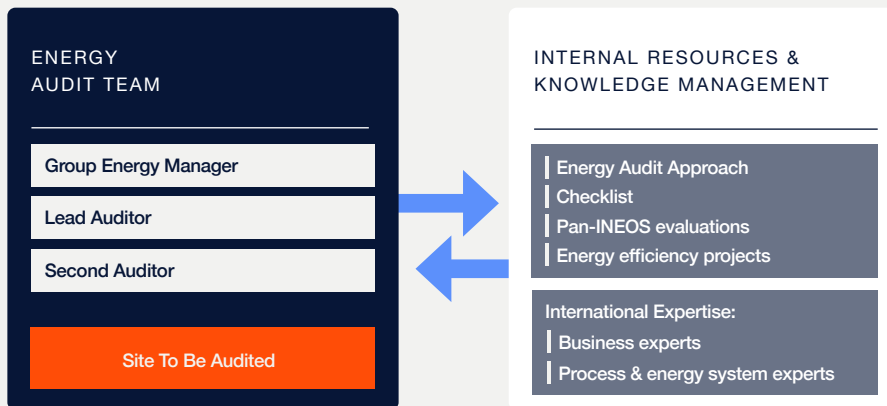 ENERGY
AUDIT TEAM
Group Energy Manager
Lead Auditor
Second Auditor
Site To Be Audited
INTERNAL RESOURCES &
KNOWLEDGE MANAGEMENT
Energy Audit Approach
Checklist
Pan-INEOS evaluations
Energy efficiency projects
International Expertise:
Business experts
Process & energy system experts